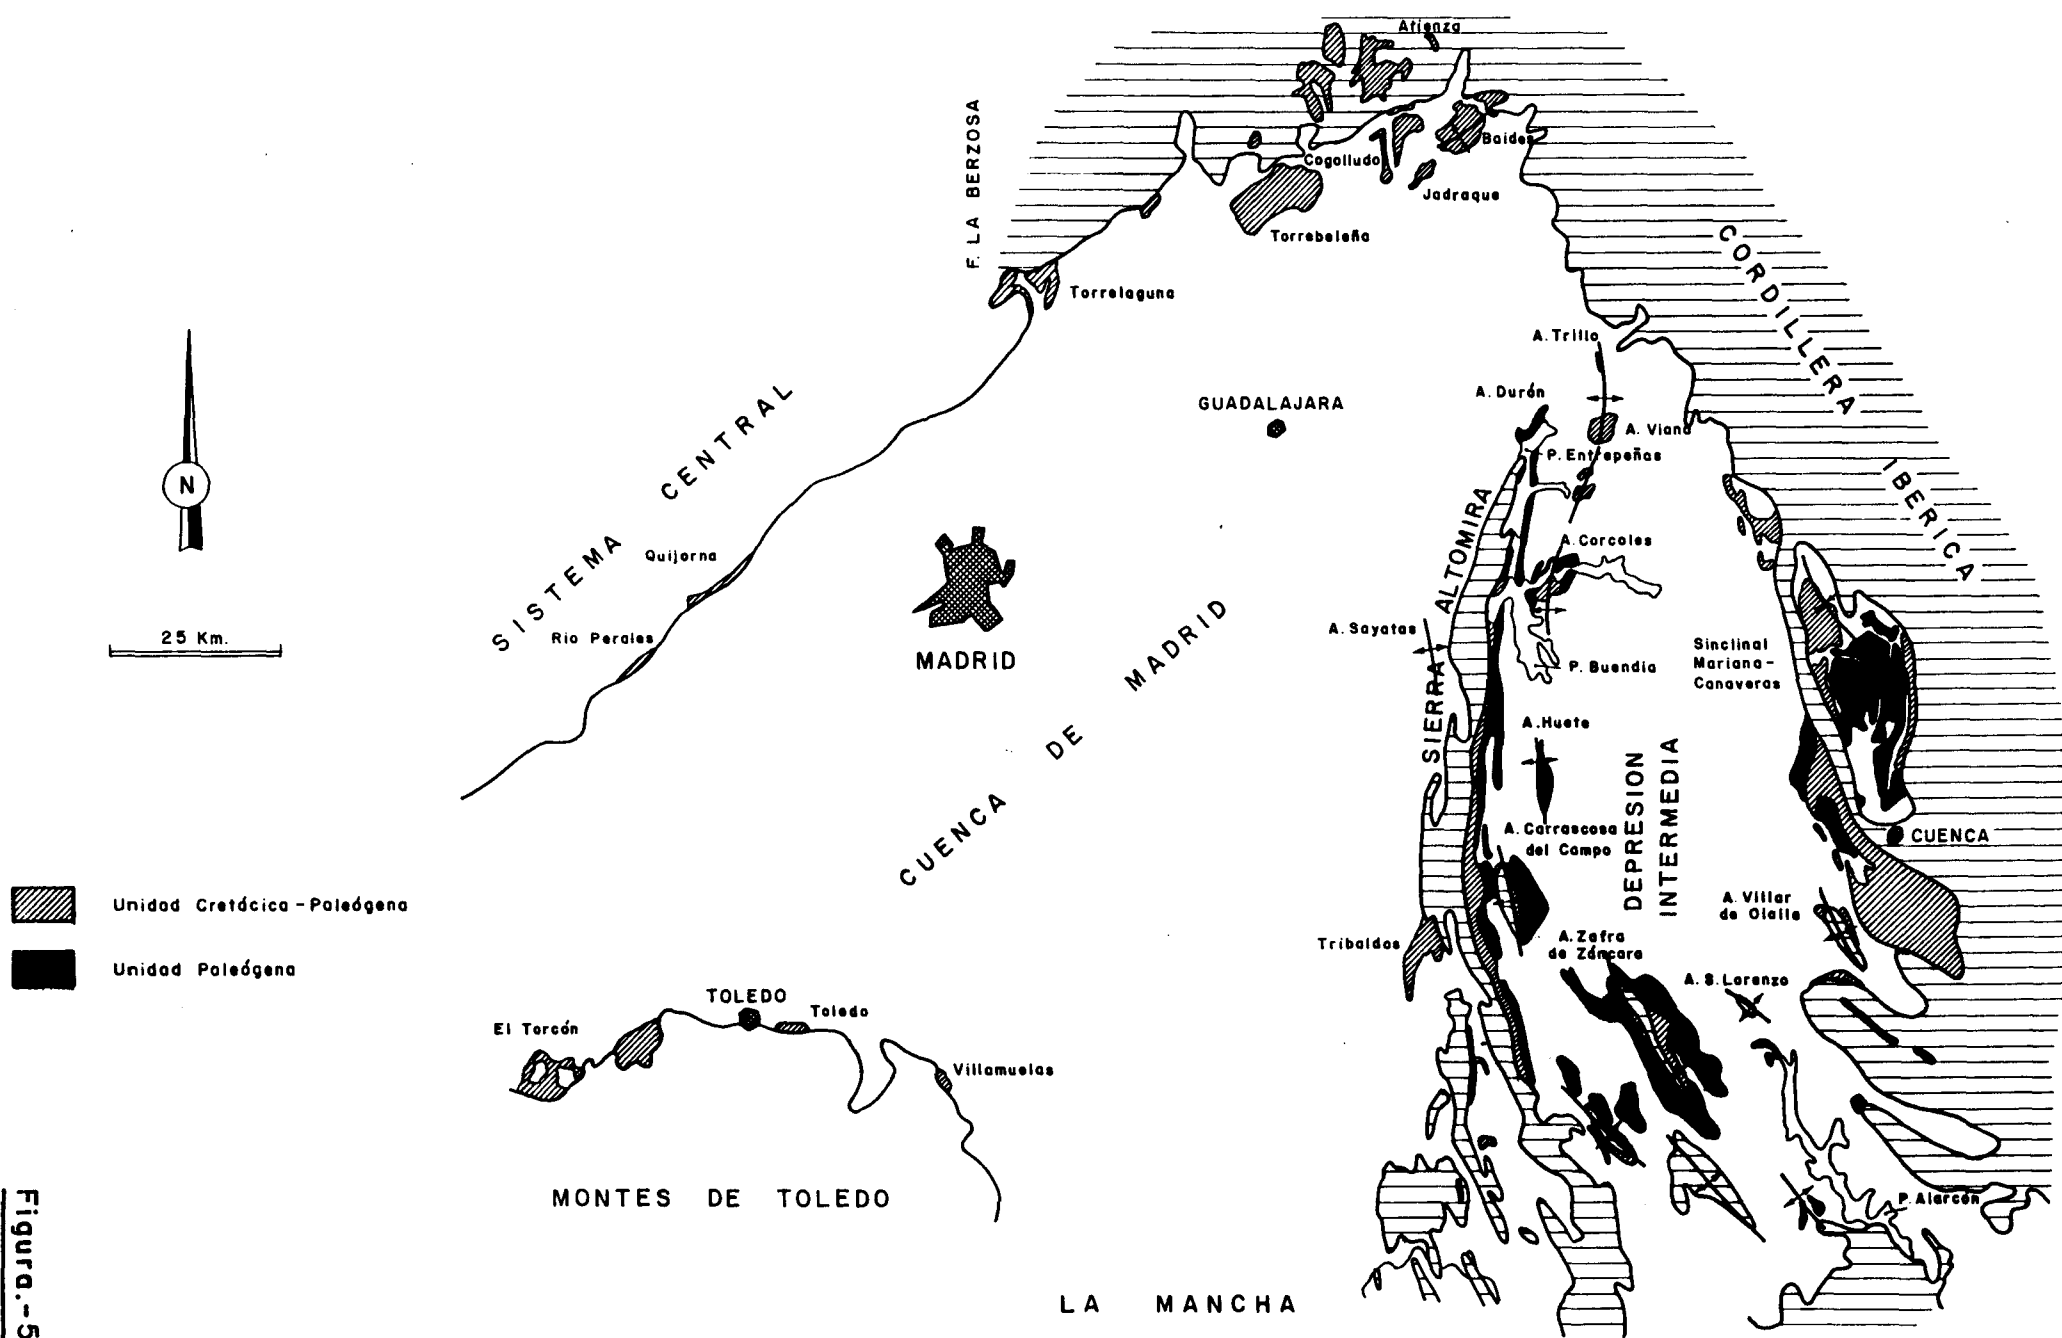 Atienza
F. LA BERZOSA
Baides
Cogolludo
Jadraque
Torrebeleña
Torrelaguna
CORDILLERA
IBERICA
A. Trillo
A. Durón
GUADALAJARA
A. Viana
P. Entrepeñas
SISTEMA CENTRAL
N
SIERRA ALTOMIRA
A. Corcoles
Quijorna
25 Km.
Rio Perales
MADRID
A. Sayatas
P. Buendia
Sinclinal
Mariana-
Canaveras
CUENCA DE MADRID
A. Huete
DEPRESION
INTERMEDIA
A. Carrascosa
del Campo
CUENCA
Unidad Cretácica-Paleógena
A. Villar
de Olalla
Tribaldos
A. Zafra
de Záncara
Unidad Paleógena
A. S. Lorenzo
TOLEDO
Toledo
El Torcón
Villamuelas
MONTES DE TOLEDO
P. Alarcón
LA MANCHA
Figura.-5